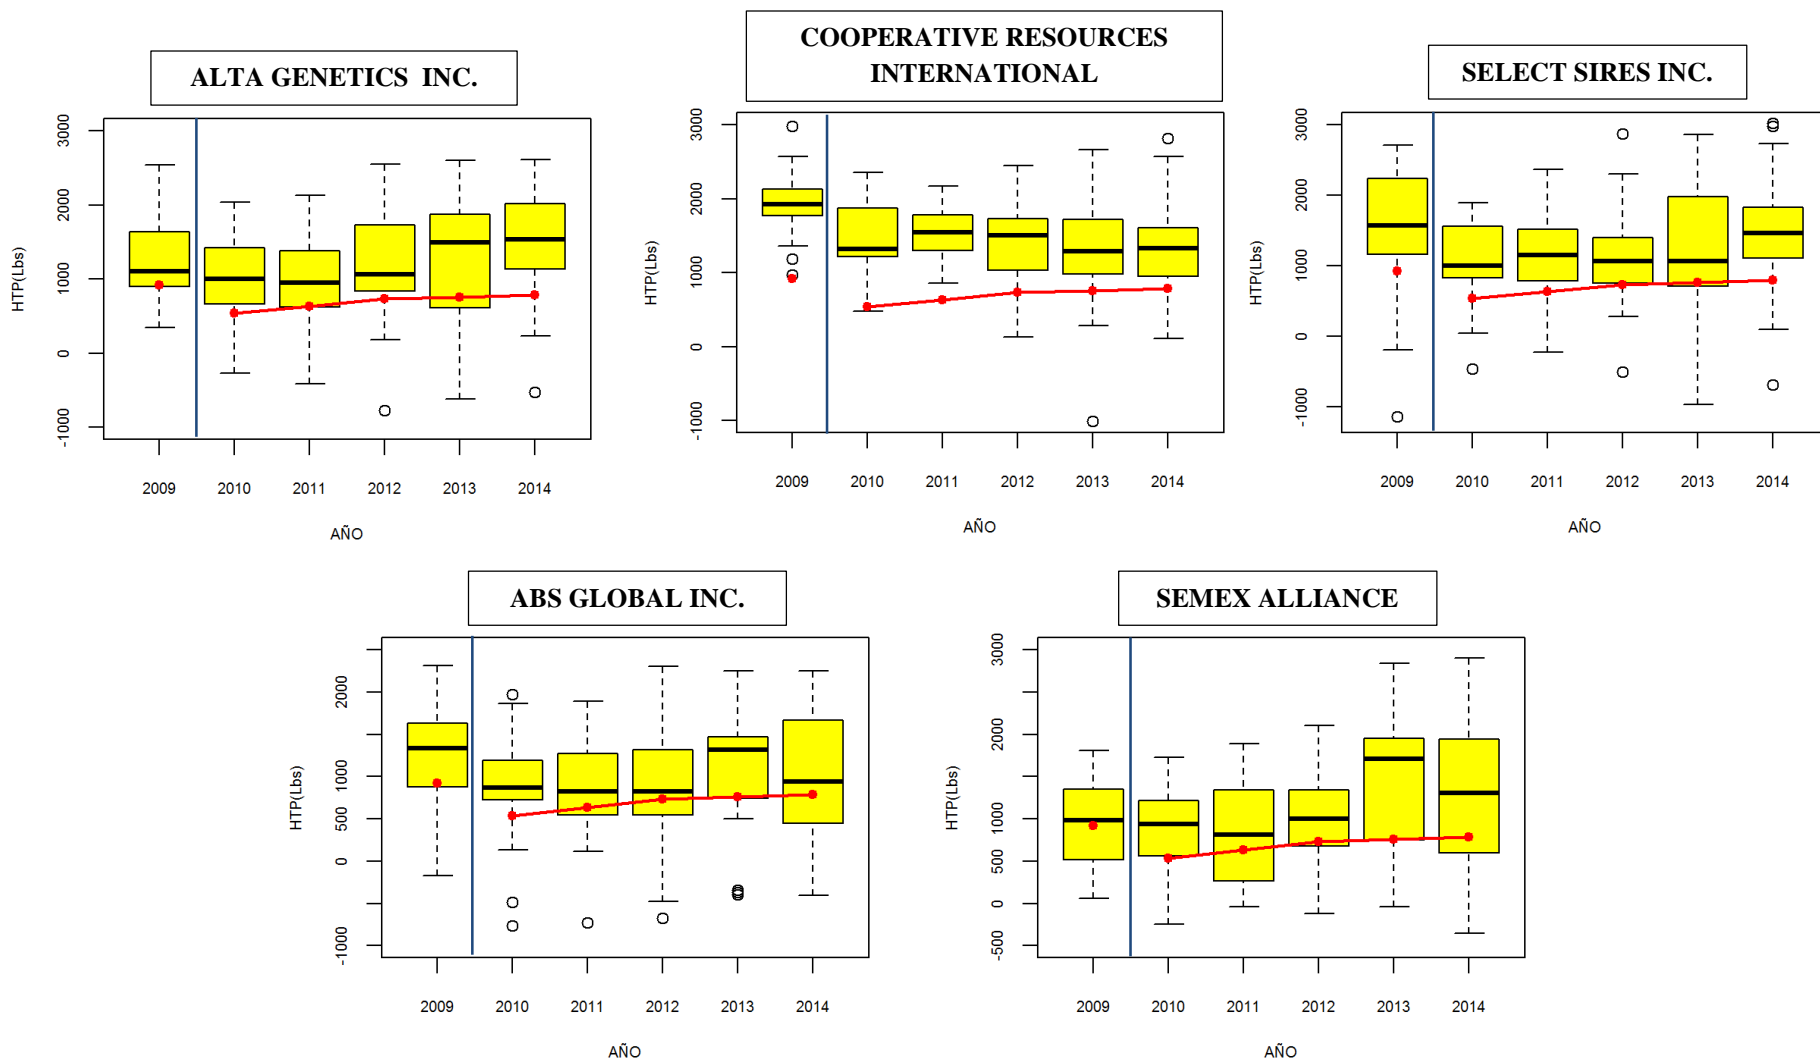 COOPERATIVE RESOURCES
INTERNATIONAL
ALTA GENETICS  INC.
SELECT SIRES INC.
HTP(Lbs)
3000
2000
1000
0
-1000
2009 2010 2011 2012 2013 2014
AÑO
HTP(Lbs)
3000
2000
1000
0
-1000
2009 2010 2011 2012 2013 2014
AÑO
HTP(Lbs)
3000
2000
1000
0
-1000
2009 2010 2011 2012 2013 2014
AÑO
ABS GLOBAL INC.
SEMEX ALLIANCE
HTP(Lbs)
2000
1000
500
0
-1000
2009 2010 2011 2012 2013 2014
AÑO
HTP(Lbs)
3000
2000
1000
500
0
-500
2009 2010 2011 2012 2013 2014
AÑO